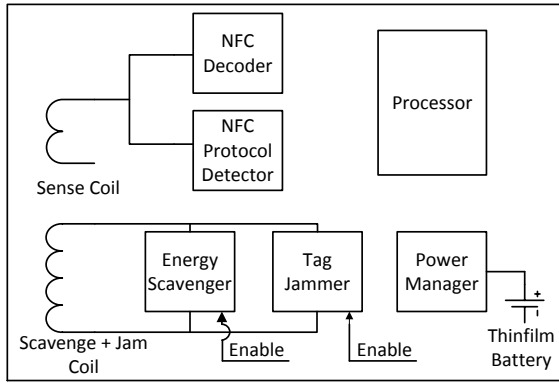 NFC
Decoder
Processor
NFC
Protocol
Detector
Sense Coil
Energy
Scavenger
Tag
Jammer
Power
Manager
+
-
Scavenge + Jam
Coil
Enable
Enable
Thinfilm
Battery